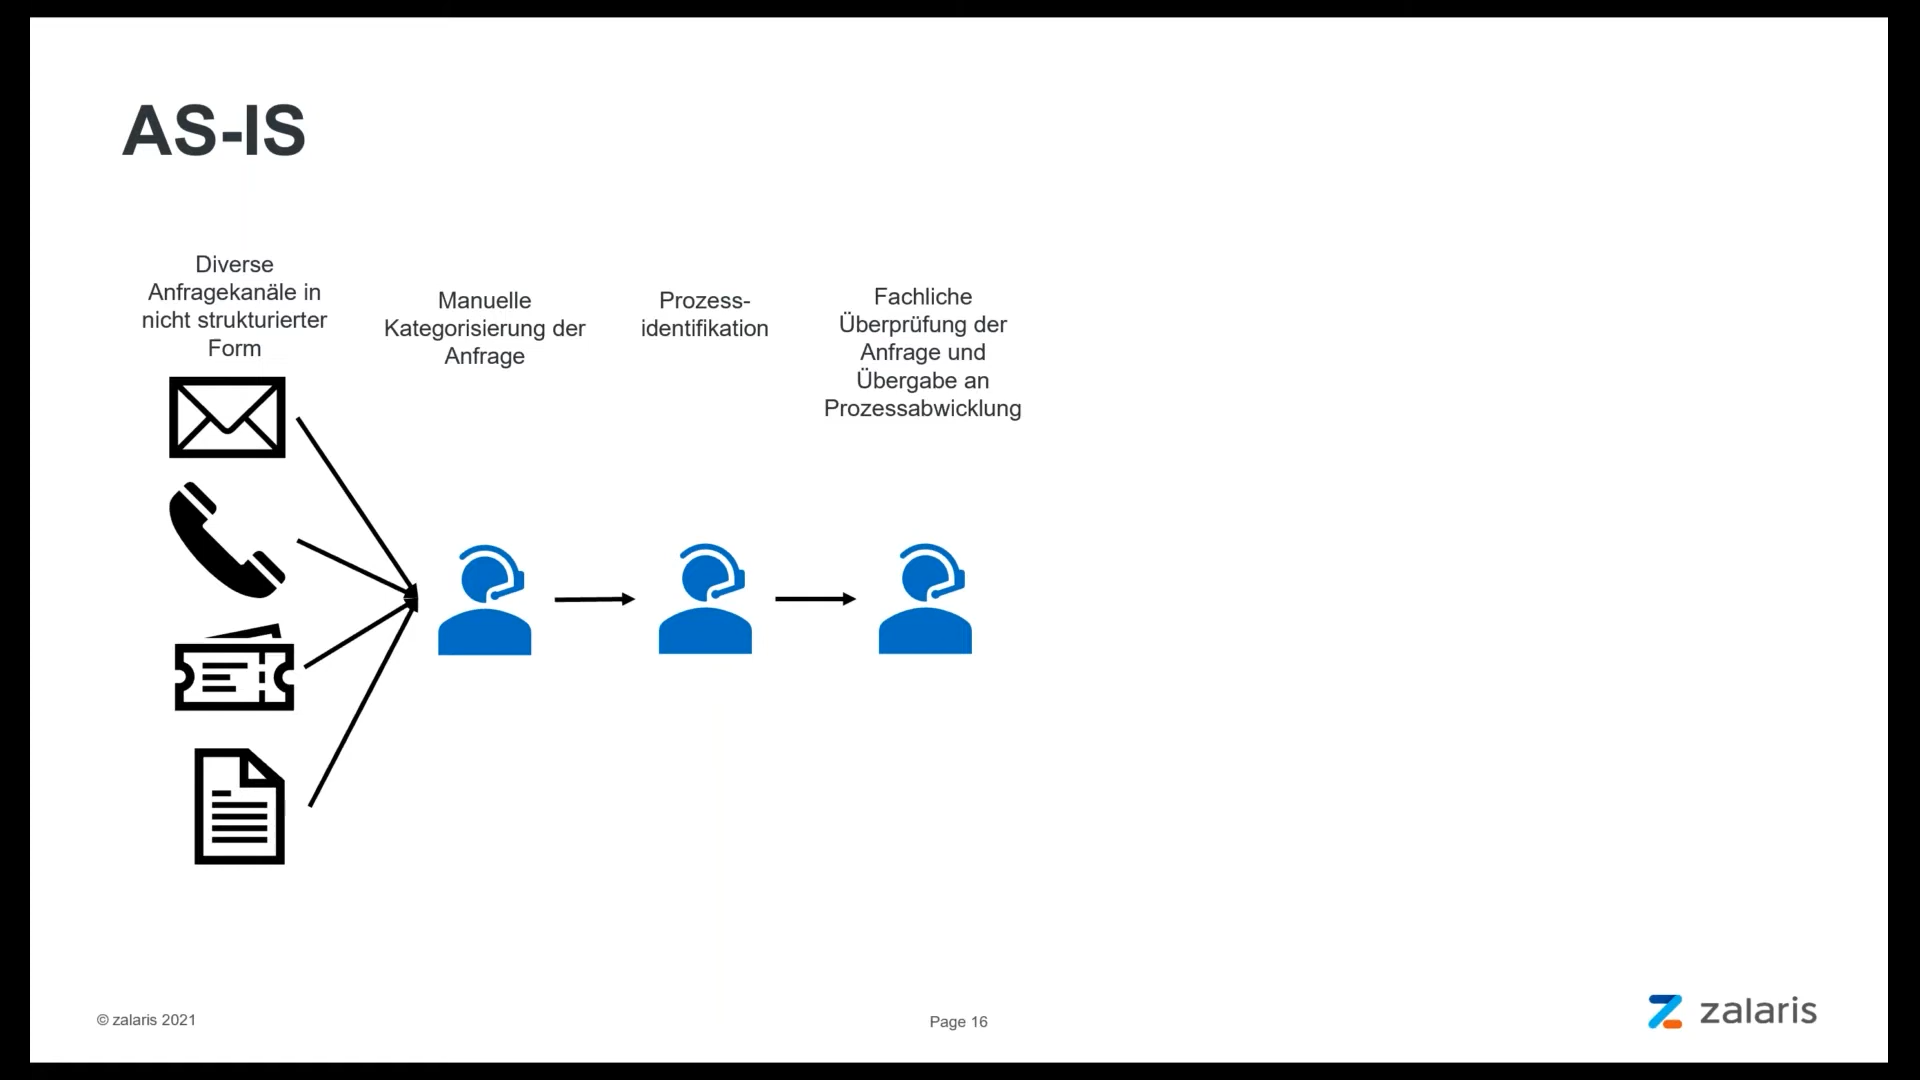 AS-IS
Diverse
Anfragekanäle in
nicht strukturierter
Form
Manuelle
Kategorisierung der
Anfrage
Prozess-
identifikation
Fachliche
Überprüfung der
Anfrage und
Übergabe an
Prozessabwicklung
© zalaris 2021
Page 16
zalaris